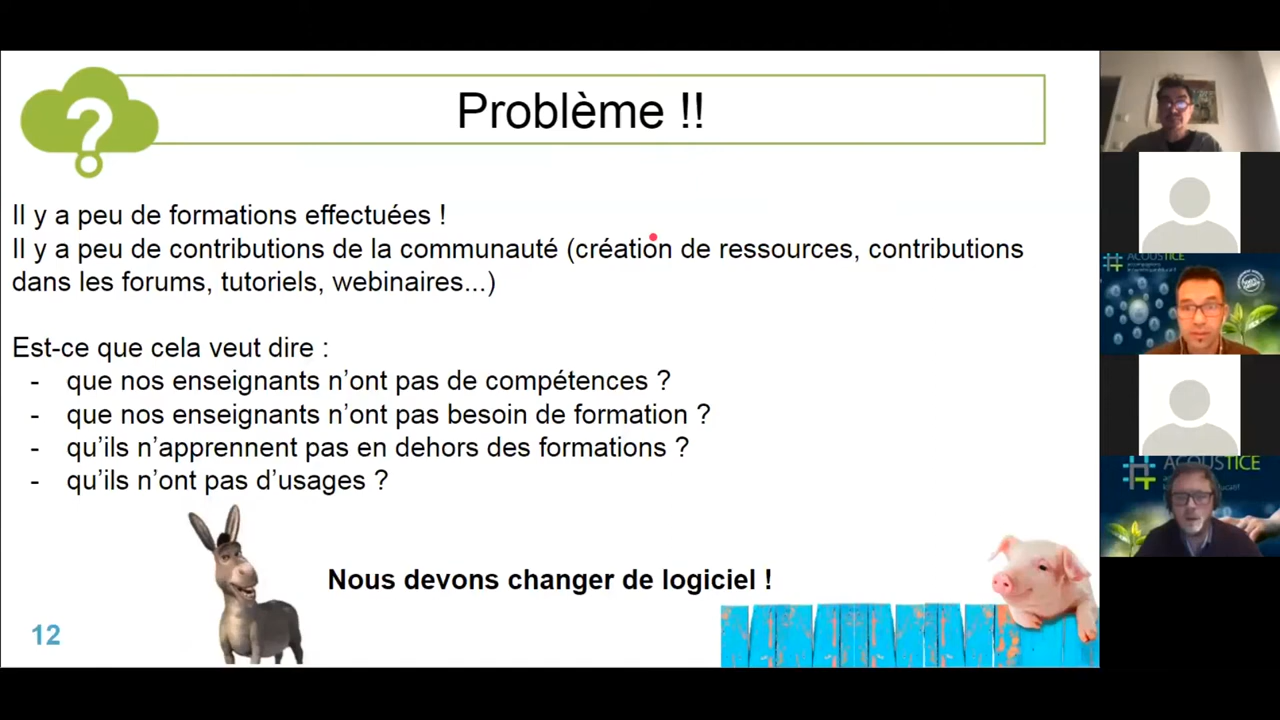 ?
Problème !!
Il y a peu de formations effectuées !
Il y a peu de contributions de la communauté (création de ressources, contributions
dans les forums, tutoriels, webinaires...)
Est-ce que cela veut dire :
- que nos enseignants n’ont pas de compétences ?
- que nos enseignants n’ont pas besoin de formation ?
- qu’ils n’apprennent pas en dehors des formations ?
- qu’ils n’ont pas d’usages ?
Nous devons changer de logiciel !
12
ACOUSTICE
ACOUSTICE